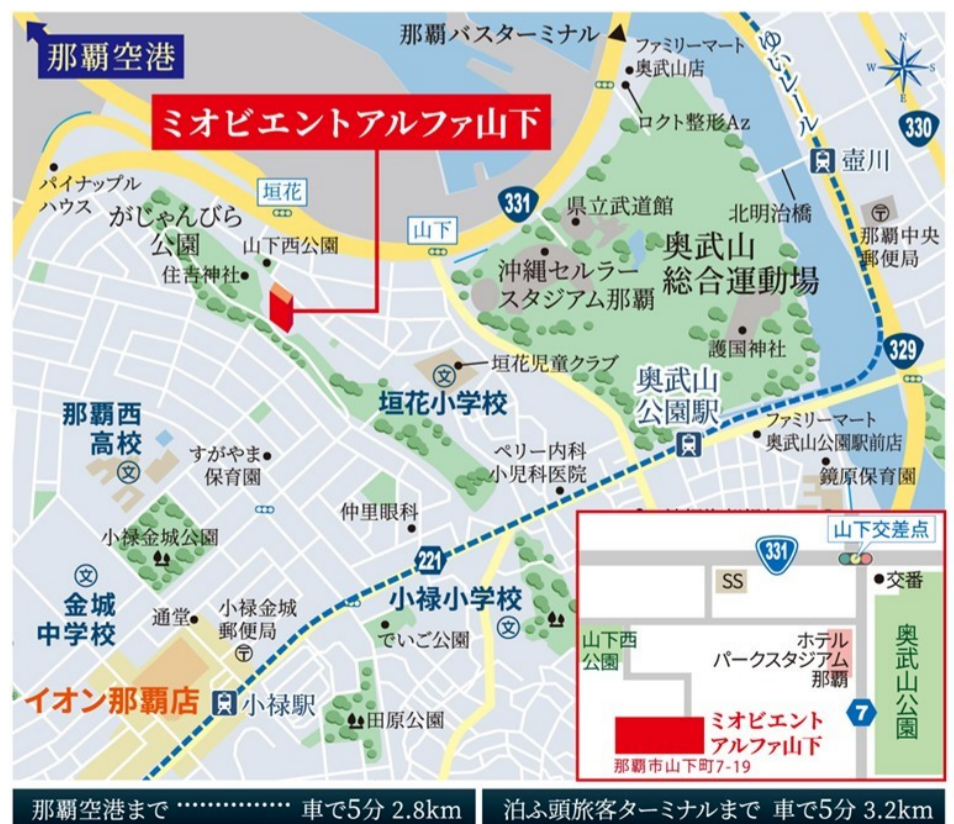 那覇空港
那覇バスターミナル
ファミリーマート
奥武山店
ゆいレール
N
W
S
E
330
ミオビエントアルファ山下
ロクト整形Az
壺川
パイナップル
ハウス
垣花
331
県立武道館
北明治橋
がじゃんびら
公園
山下西公園
山下
奥武山
総合運動場
那覇中央
郵便局
住吉神社
沖縄セルラー
スタジアム那覇
護国神社
329
垣花児童クラブ
文
垣花小学校
奥武山
公園駅
那覇西
高校
文
すがやま
保育園
ペリー内科
小児科医院
ファミリーマート
奥武山公園駅前店
鏡原保育園
仲里眼科
小禄金城公園
221
文
金城
中学校
通堂
小禄金城
郵便局
小禄小学校
文
でいご公園
イオン那覇店
小禄駅
田原公園
山下交差点
331
SS
交番
山下西
公園
ホテル
パークスタジアム
那覇
奥武山公園
7
ミオビエント
アルファ山下
那覇市山下町7-19
那覇空港まで ················ 車で5分 2.8km
泊ふ頭旅客ターミナルまで 車で5分 3.2km